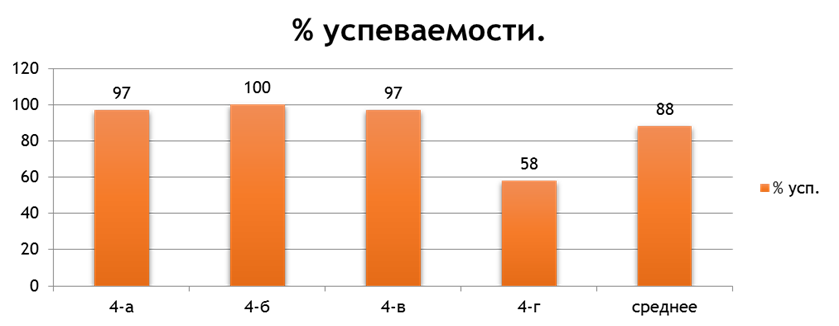 % успеваемости.
120
100
80
60
40
20
0
97
100
97
58
88
4-а
4-б
4-в
4-г
среднее
% усп.